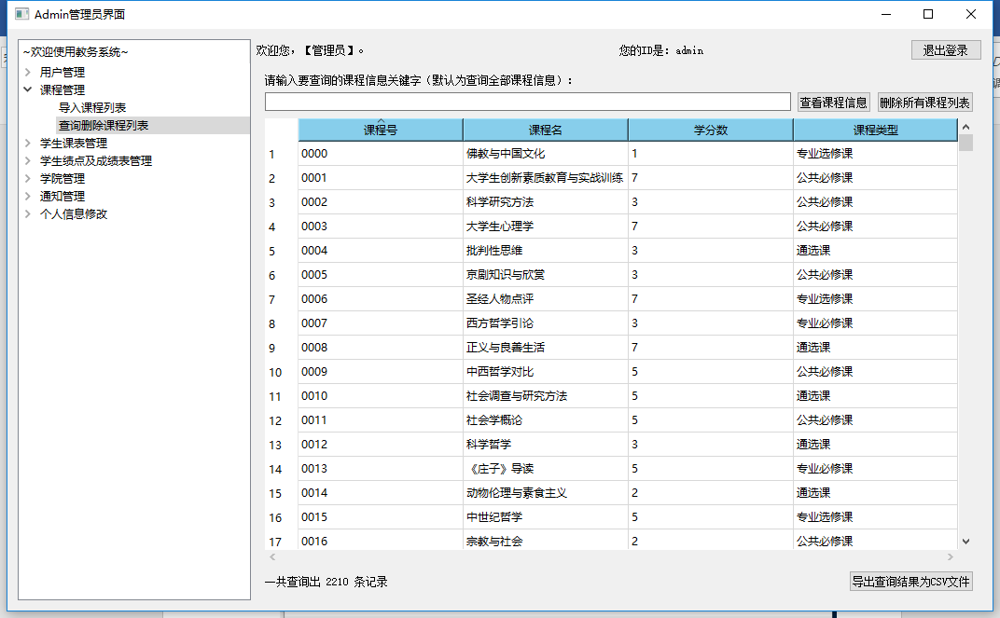 Admin管理员界面
~欢迎使用教务系统~
用户管理
课程管理
导入课程列表
查询删除课程列表
学生课表管理
学生绩点及成绩表管理
学院管理
通知管理
个人信息修改
欢迎您,【管理员】。 您的ID是: admin 退出登录
请输入要查询的课程信息关键字(默认为查询全部课程信息):
查看课程信息 删除所有课程列表
课程号 课程名 学分数 课程类型
1 0000 佛教与中国文化 1 专业选修课
2 0001 大学生创新素质教育与实战训练 7 公共必修课
3 0002 科学研究方法 3 公共必修课
4 0003 大学生心理学 7 公共必修课
5 0004 批判性思维 3 通选课
6 0005 京剧知识与欣赏 3 公共必修课
7 0006 圣经人物点评 7 专业选修课
8 0007 西方哲学引论 3 专业必修课
9 0008 正义与良善生活 7 通选课
10 0009 中西哲学对比 5 公共必修课
11 0010 社会调查与研究方法 5 通选课
12 0011 社会学概论 5 公共必修课
13 0012 科学哲学 3 通选课
14 0013 《庄子》导读 5 专业必修课
15 0014 动物伦理与素食主义 2 通选课
16 0015 中世纪哲学 5 专业选修课
17 0016 宗教与社会 2 公共必修课
一共查询出 2210 条记录 导出查询结果为CSV文件